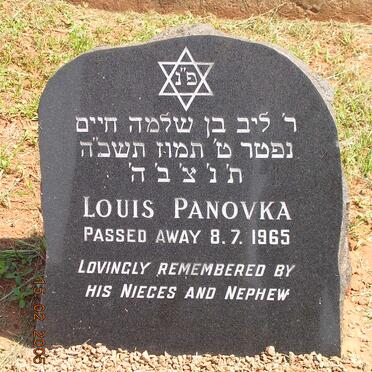 פ"נ
ר' ליב בן שלמה חיים
נפטר ט' תמוז תשכ"ה
ת' נ' צ' ב' ה'
LOUIS PANOVKA
PASSED AWAY 8.7.1965
LOVINGLY REMEMBERED BY
HIS NIECES AND NEPHEW
15 02 2006